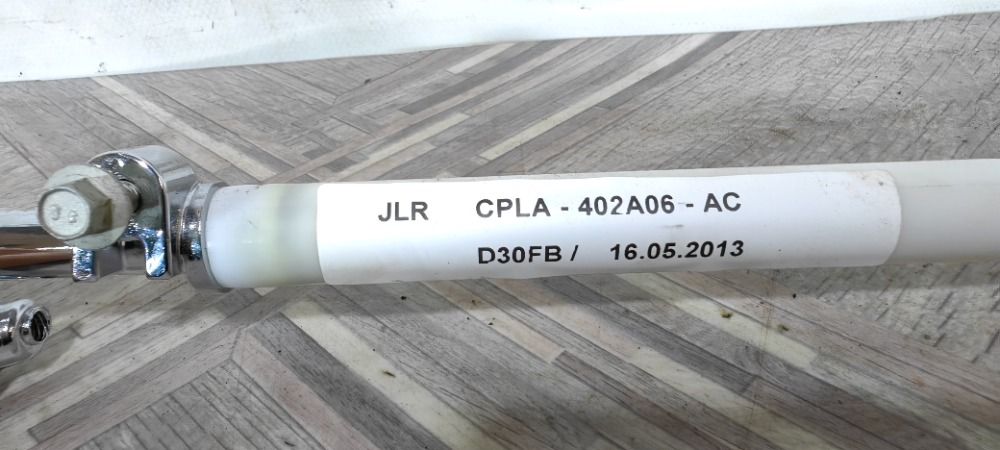 JLR CPLA - 402A06 - AC
D30FB / 16.05.2013